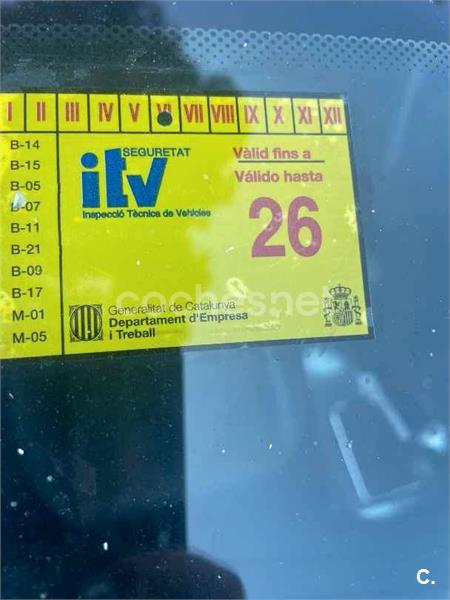 I II III IV V VI VII VIII IX X XI XII
B-14
B-15
B-05
B-07
B-11
B-21
B-09
B-17
M-01
M-05
SEGURETAT
itv
Inspecció Tècnica de Vehicles
Vàlid fins a
Válido hasta
26
coches.net
Generalitat de Catalunya
Departament d'Empresa
i Treball
C.